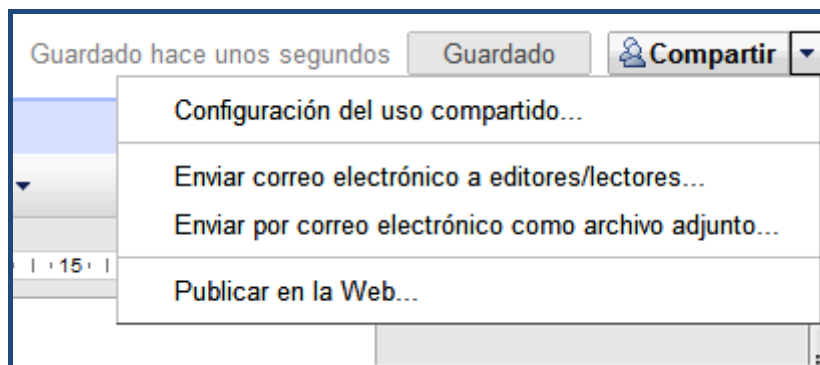 Guardado hace unos segundos Guardado Compartir
Configuración del uso compartido...
Enviar correo electrónico a editores/lectores...
Enviar por correo electrónico como archivo adjunto...
15
Publicar en la Web...